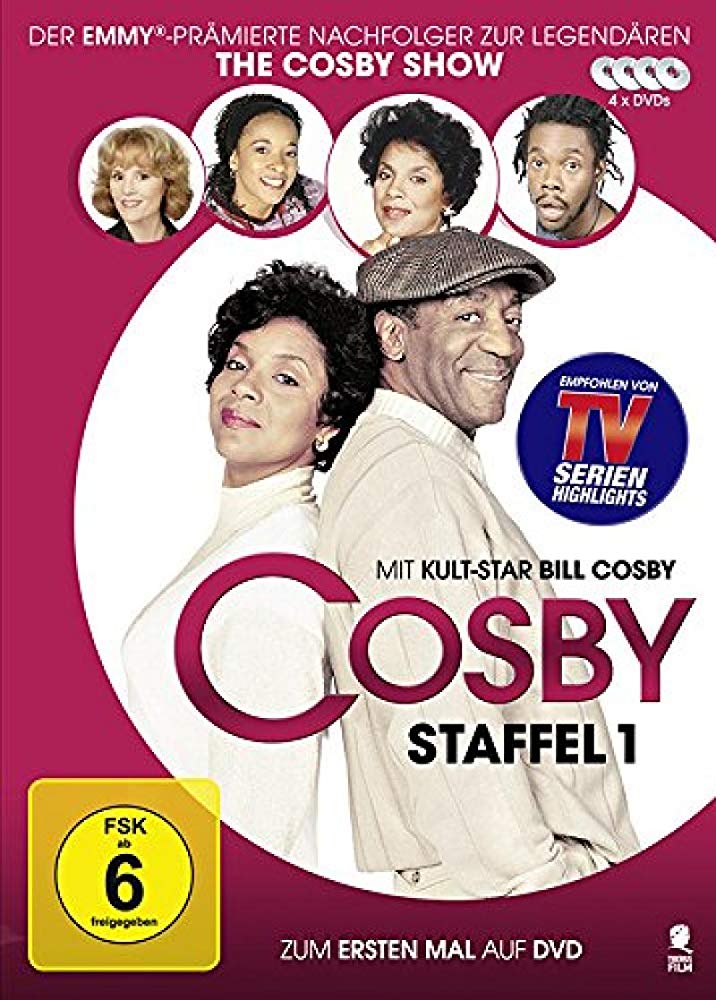 DER EMMY®-PRÄMIERTE NACHFOLGER ZUR LEGENDÄREN
THE COSBY SHOW
4 x DVDs
EMPFOHLEN VON
TV
SERIEN
HIGHLIGHTS
MIT KULT-STAR BILL COSBY
COSBY
STAFFEL 1
FSK
ab
6
freigegeben
ZUM ERSTEN MAL AUF DVD
FILM